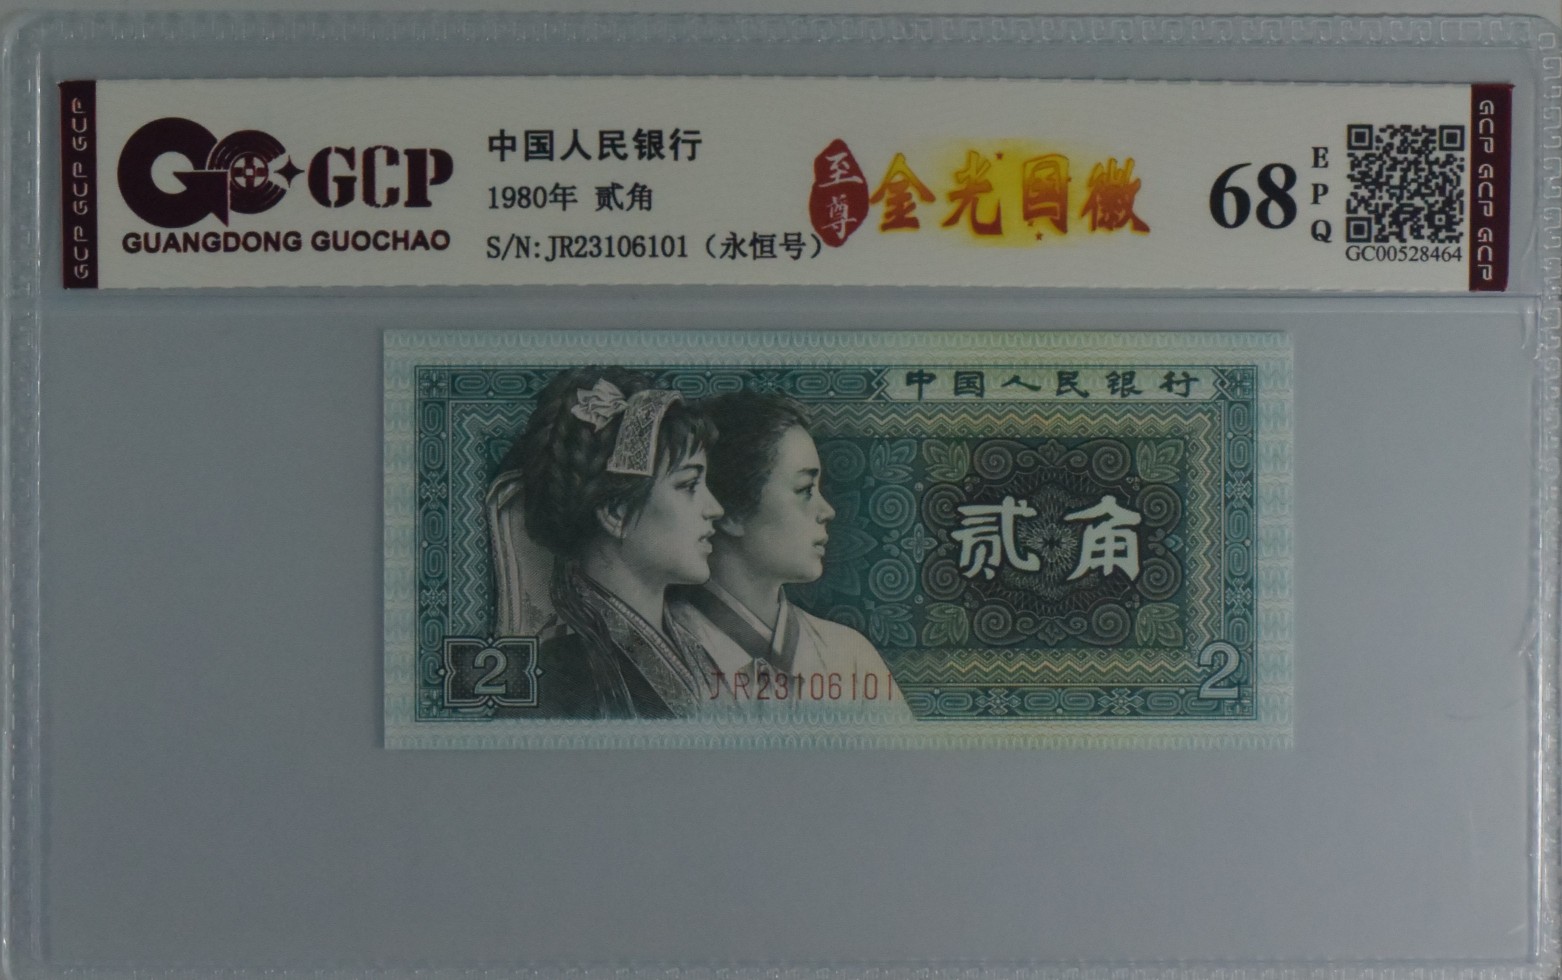 GCP GCP GCP
GCP
GUANGDONG GUOCHAO
中国人民银行
1980年 贰角
S/N:JR23106101（永恒号）
至尊
金光国徽
68
EPQ
GC00528464
GCP GCP GCP
中国人民银行
贰角
2
JR23106101
2